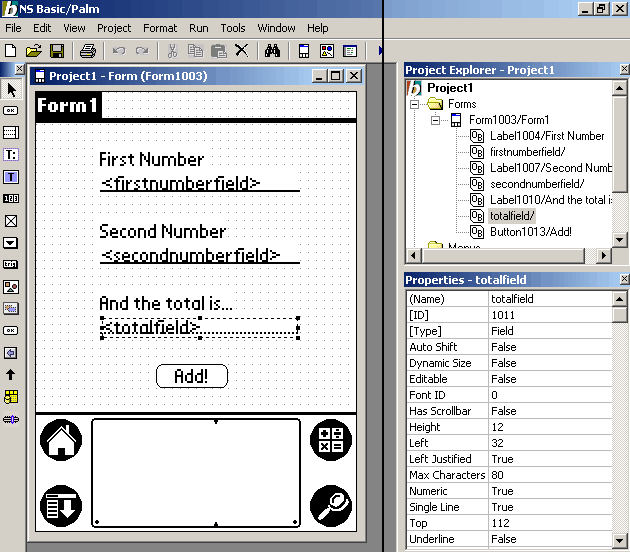 NS Basic/Palm
File Edit View Project Format Run Tools Window Help
Project1 - Form (Form1003)
Form1
First Number
<firstnumberfield>
Second Number
<secondnumberfield>
And the total is...
<totalfield>
Add!
Project Explorer - Project1
Project1
Forms
Form1003/Form1
Label1004/First Number
firstnumberfield/
Label1007/Second Numb
secondnumberfield/
Label1010/And the total is
totalfield/
Button1013/Add!
Menus
Properties - totalfield
(Name) totalfield
[ID] 1011
[Type] Field
Auto Shift False
Dynamic Size False
Editable False
Font ID 0
Has Scrollbar False
Height 12
Left 32
Left Justified True
Max Characters 80
Numeric True
Single Line True
Top 112
Underline False